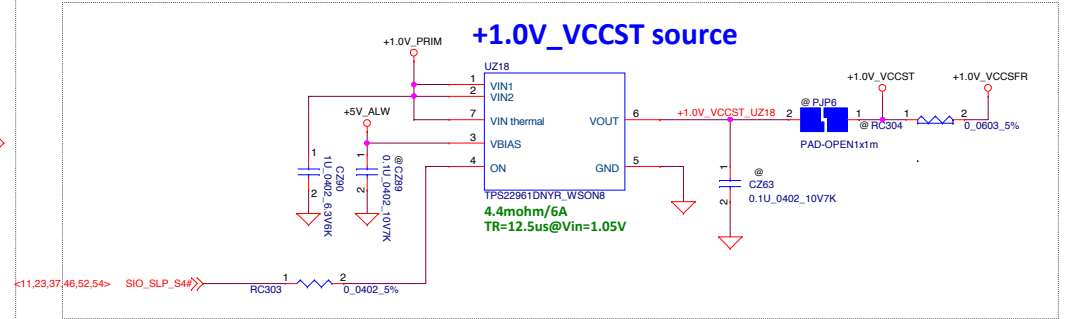 +1.0V_VCCST source
+1.0V_PRIM
UZ18
1 VIN1
2 VIN2
7 VIN thermal
3 VBIAS
4 ON
VOUT 6
GND 5
TPS22961DNYR_WSON8
4.4mohm/6A
TR=12.5us@Vin=1.05V
+5V_ALW
1
2
CZ90
1U_0402_6.3V6K
1
2
@CZ89
0.1U_0402_10V7K
+1.0V_VCCST_UZ18
2
@ PJP6
1
PAD-OPEN1x1m
+1.0V_VCCST
+1.0V_VCCSFR
@ RC304
1
2
0_0603_5%
1
2
@
CZ63
0.1U_0402_10V7K
<11,23,37,46,52,54> SIO_SLP_S4#
RC303
1
2
0_0402_5%